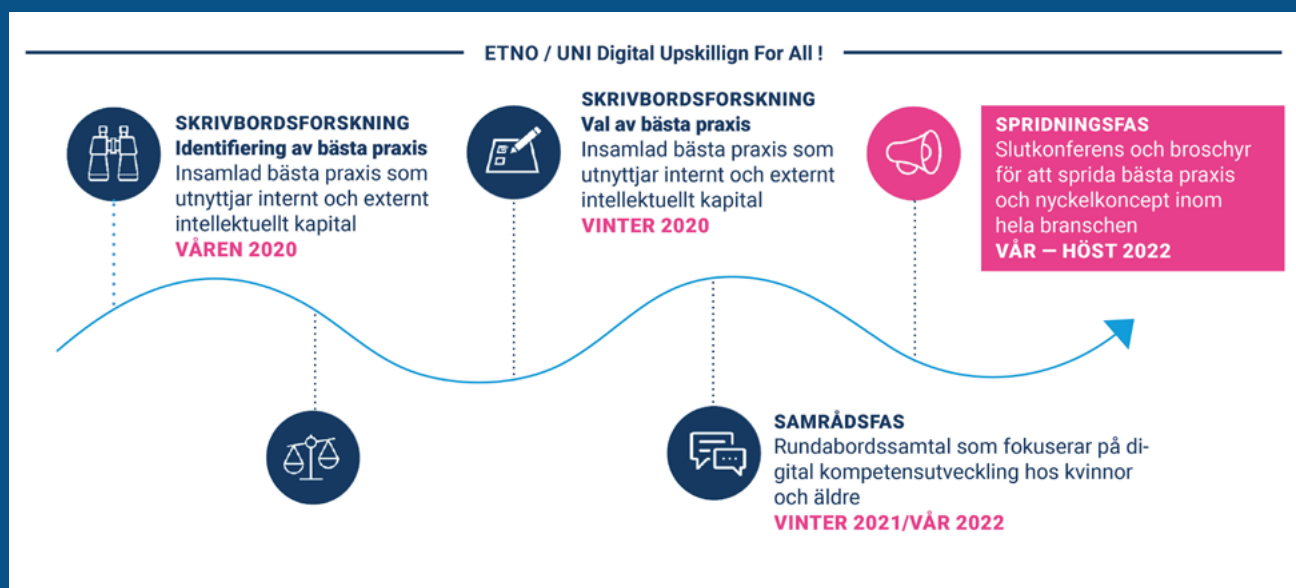 ETNO / UNI Digital Upskillign For All !
SKRIVBORDSFORSKNING
Identifiering av bästa praxis
Insamlad bästa praxis som
utnyttjar internt och externt
intellektuellt kapital
VÅREN 2020
SKRIVBORDSFORSKNING
Val av bästa praxis
Insamlad bästa praxis som
utnyttjar internt och externt
intellektuellt kapital
VINTER 2020
SPRIDNINGSFAS
Slutkonferens och broschyr
för att sprida bästa praxis
och nyckelkoncept inom
hela branschen
VÅR — HÖST 2022
SAMRÅDSFAS
Rundabordssamtal som fokuserar på di-
gital kompetensutveckling hos kvinnor
och äldre
VINTER 2021/VÅR 2022